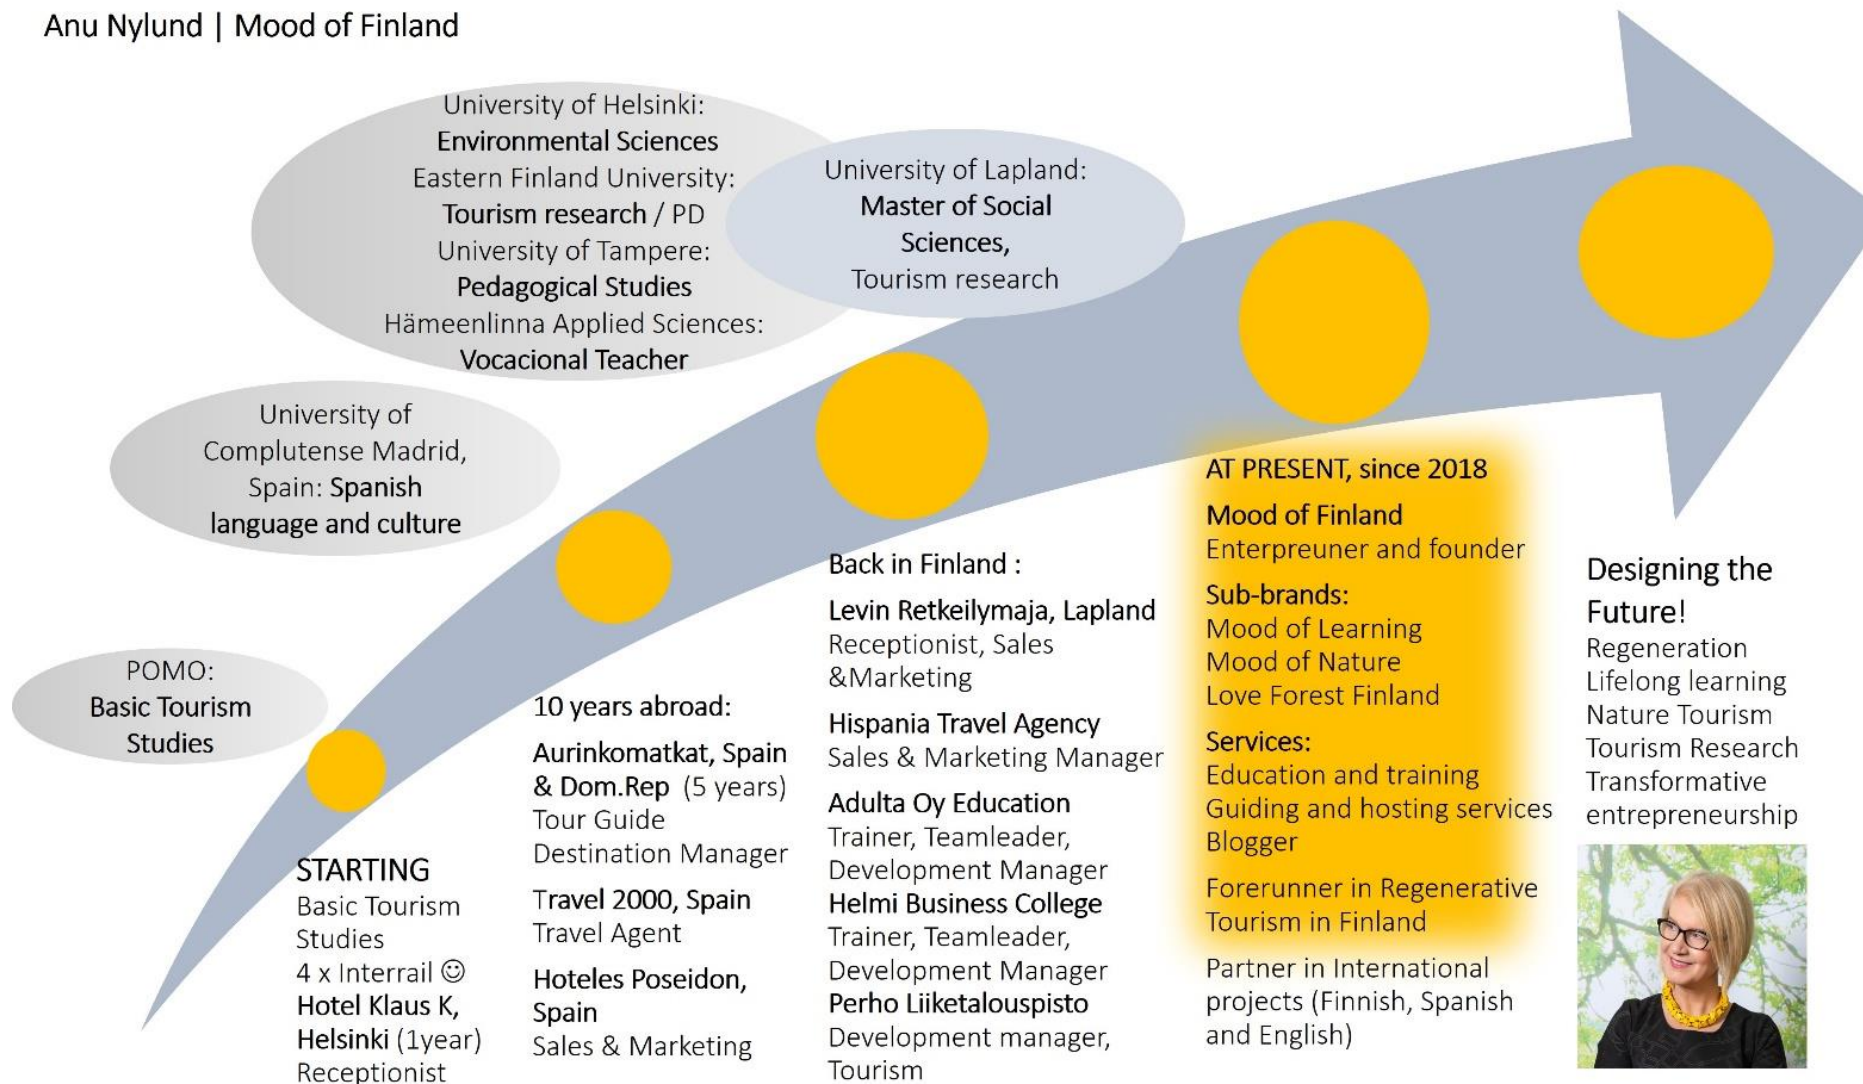 Anu Nylund | Mood of Finland
University of Helsinki:
Environmental Sciences
Eastern Finland University:
Tourism research / PD
University of Tampere:
Pedagogical Studies
Hämeenlinna Applied Sciences:
Vocacional Teacher
University of Lapland:
Master of Social
Sciences,
Tourism research
University of
Complutense Madrid,
Spain: Spanish
language and culture
POMO:
Basic Tourism
Studies
STARTING
Basic Tourism
Studies
4 x Interrail ☺
Hotel Klaus K,
Helsinki (1year)
Receptionist
10 years abroad:
Aurinkomatkat, Spain
& Dom.Rep (5 years)
Tour Guide
Destination Manager
Travel 2000, Spain
Travel Agent
Hoteles Poseidon,
Spain
Sales & Marketing
Back in Finland :
Levin Retkeilymaja, Lapland
Receptionist, Sales
&Marketing
Hispania Travel Agency
Sales & Marketing Manager
Adulta Oy Education
Trainer, Teamleader,
Development Manager
Helmi Business College
Trainer, Teamleader,
Development Manager
Perho Liiketalouspisto
Development manager,
Tourism
AT PRESENT, since 2018
Mood of Finland
Enterpreuner and founder
Sub-brands:
Mood of Learning
Mood of Nature
Love Forest Finland
Services:
Education and training
Guiding and hosting services
Blogger
Forerunner in Regenerative
Tourism in Finland
Partner in International
projects (Finnish, Spanish
and English)
Designing the
Future!
Regeneration
Lifelong learning
Nature Tourism
Tourism Research
Transformative
entrepreneurship